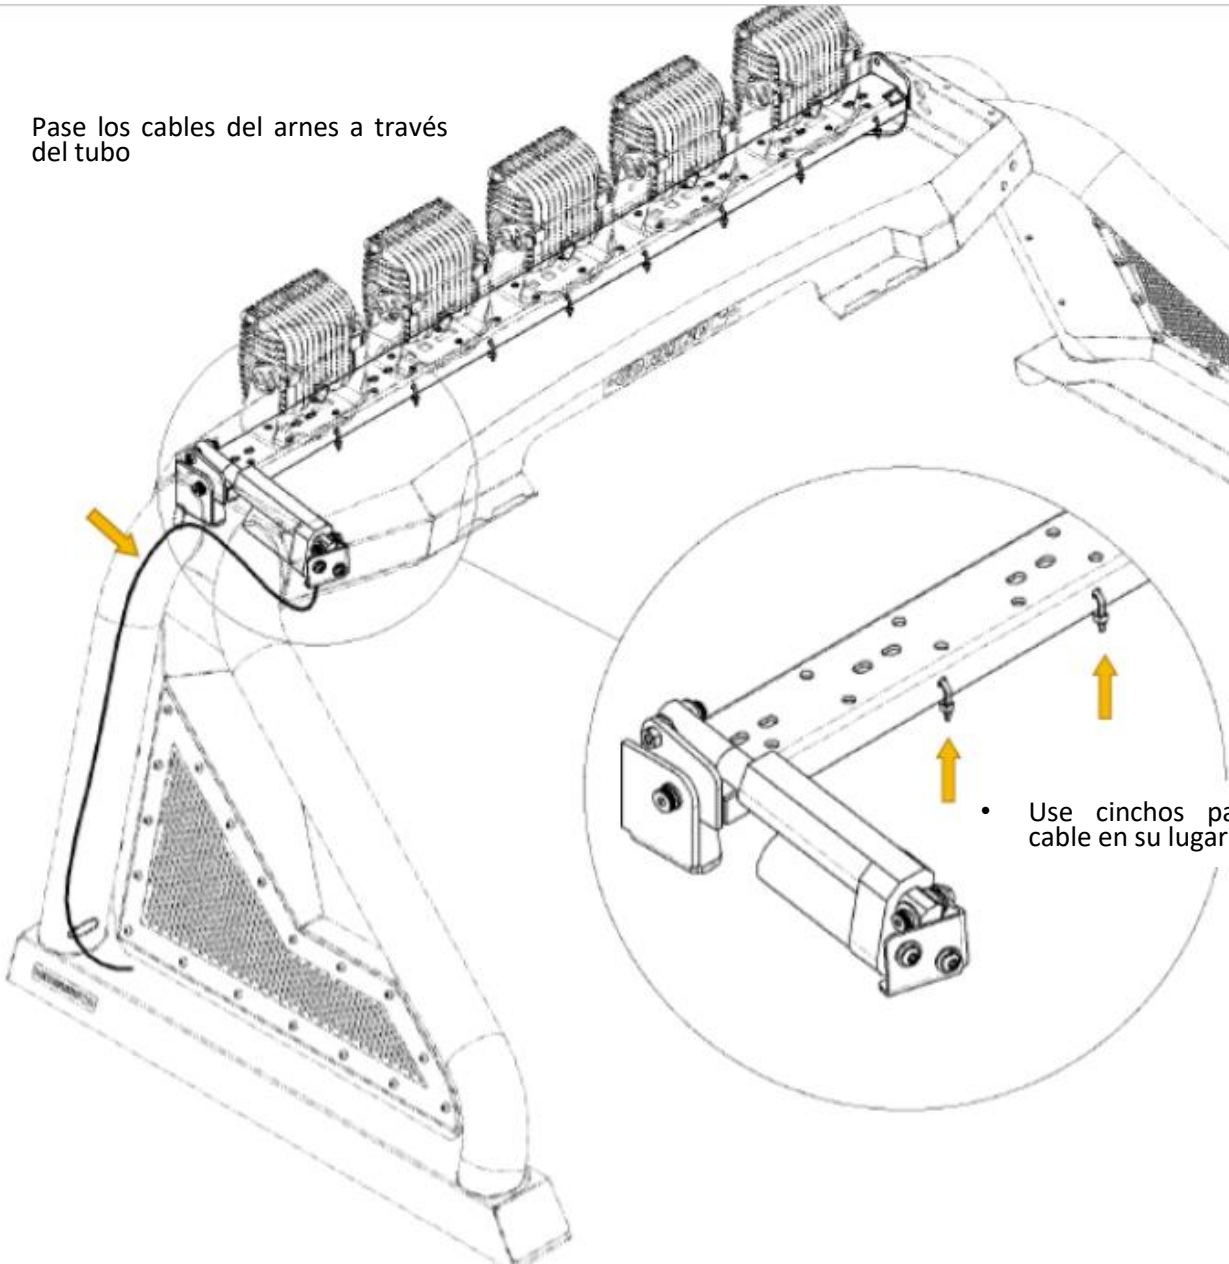 Pase los cables del arnes a través
del tubo
• Use cinchos pa
cable en su lugar